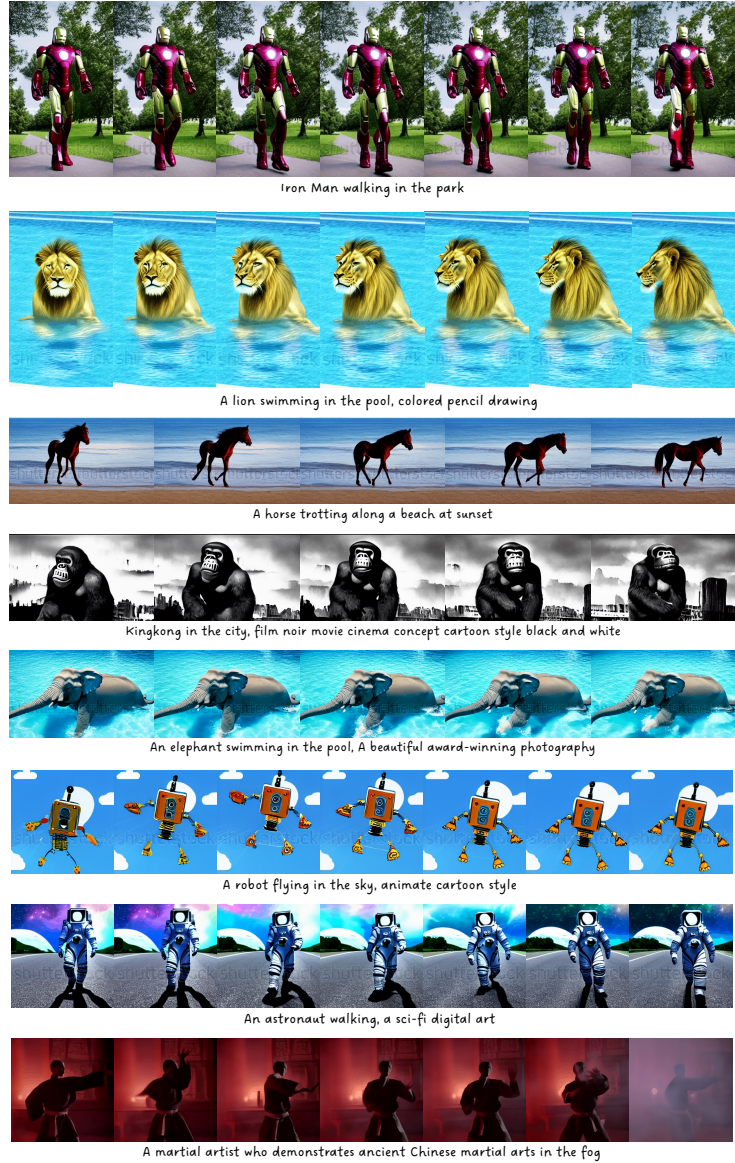 Iron Man walking in the park
A lion swimming in the pool, colored pencil drawing
A horse trotting along a beach at sunset
Kingkong in the city, film noir movie cinema concept cartoon style black and white
An elephant swimming in the pool, A beautiful award-winning photography
A robot flying in the sky, animate cartoon style
An astronaut walking, a sci-fi digital art
A martial artist who demonstrates ancient Chinese martial arts in the fog